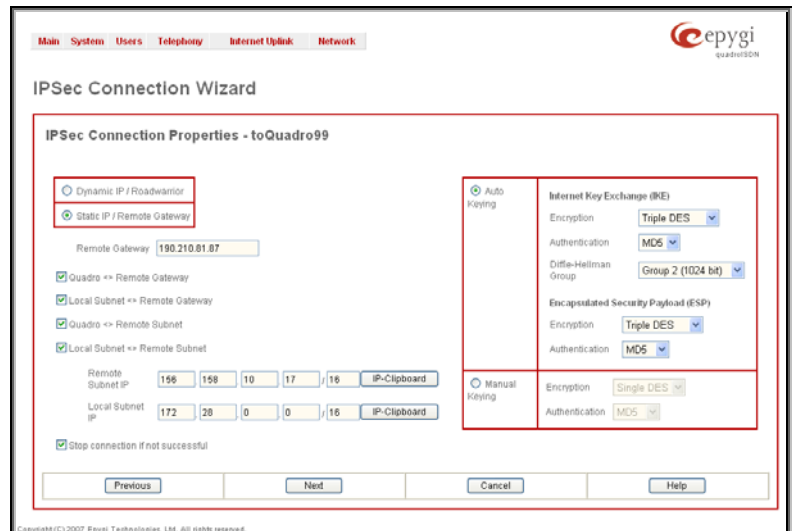 Main System Users Telephony Internet Uplink Network
epygi
quadroISDN
IPSec Connection Wizard
IPSec Connection Properties - toQuadro99
Dynamic IP / Roadwarrior
Static IP / Remote Gateway
Remote Gateway 190.210.81.87
Quadro <> Remote Gateway
Local Subnet <> Remote Gateway
Quadro <> Remote Subnet
Local Subnet <> Remote Subnet
Remote
Subnet IP 156 158 10 17 / 16 IP-Clipboard
Local Subnet
IP 172 28 0 0 / 16 IP-Clipboard
Stop connection if not successful
Auto
Keying
Internet Key Exchange (IKE)
Encryption Triple DES
Authentication MD5
Diffie-Hellman
Group Group 2 (1024 bit)
Encapsulated Security Payload (ESP)
Encryption Triple DES
Authentication MD5
Manual
Keying
Encryption Single DES
Authentication MD5
Previous Next Cancel Help
Copyright (C) 2007 Epygi Technologies, Ltd. All rights reserved.